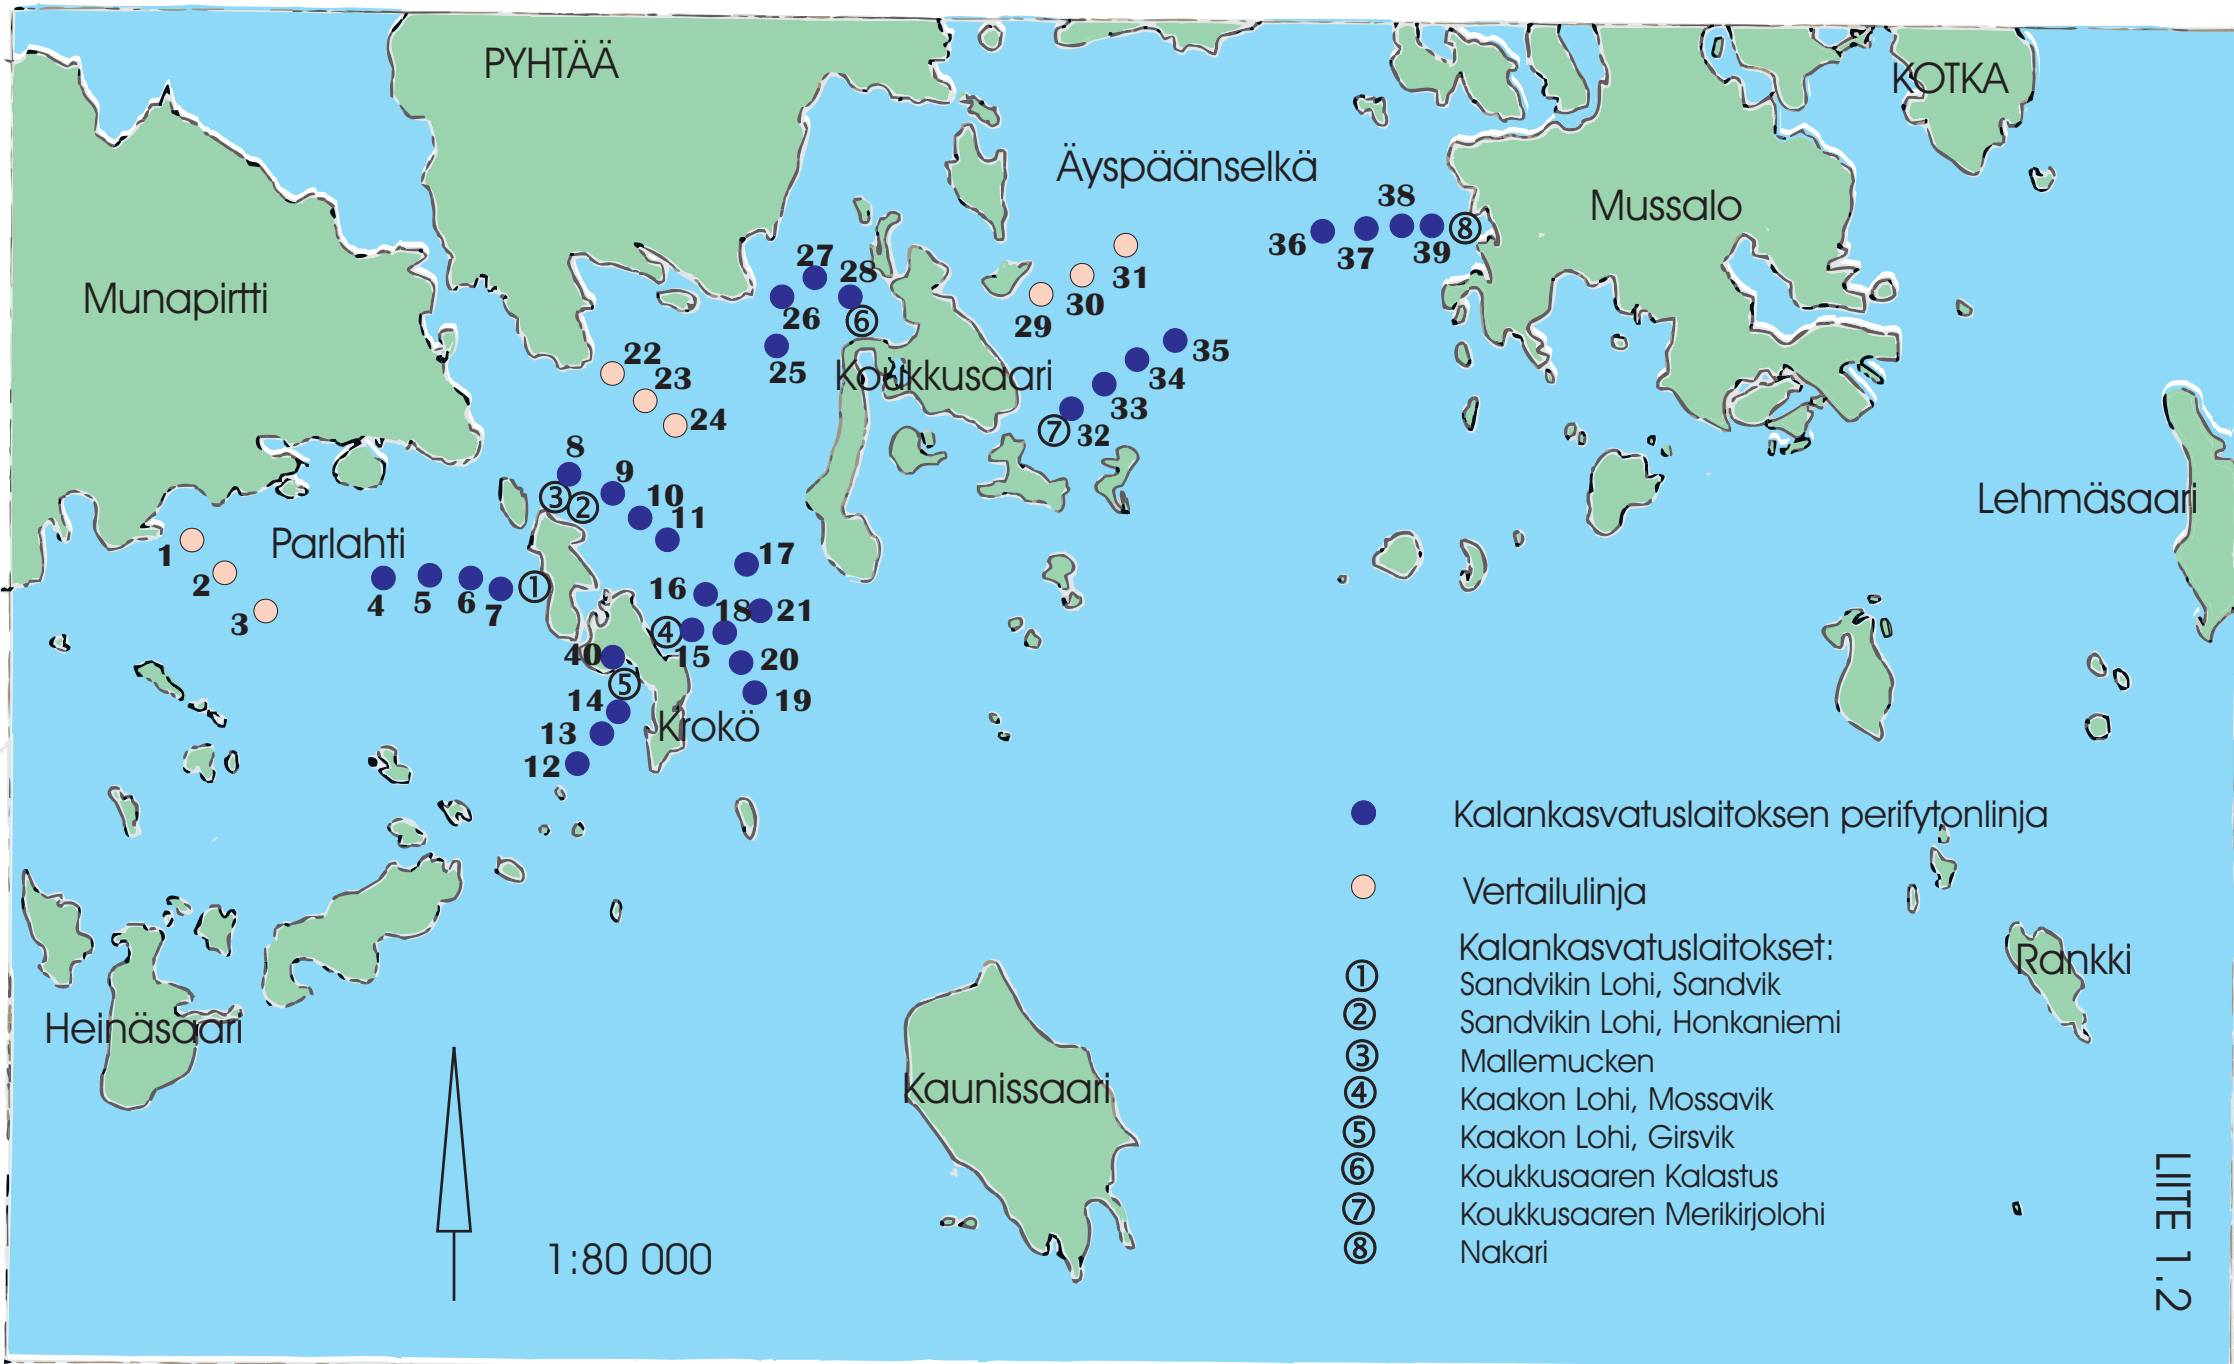 PYHTÄÄ
KOTKA
Äyspäänselkä
Mussalo
Munapirtti
38
36
37
39
8
27
28
26
6
25
31
30
29
Koukkusaari
35
34
33
32
7
22
23
24
8
9
10
11
3
2
Lehmäsaari
Parlahti
1
2
3
4
5
6
7
1
17
16
18
21
4
15
20
19
40
5
14
13
12
Krokö
Kalankasvatuslaitoksen perifytonlinja
Vertailulinja
Kalankasvatuslaitokset:
1 Sandvikin Lohi, Sandvik
2 Sandvikin Lohi, Honkaniemi
3 Mallemucken
4 Kaakon Lohi, Mossavik
5 Kaakon Lohi, Girsvik
6 Koukkusaaren Kalastus
7 Koukkusaaren Merikirjolohi
8 Nakari
Rankki
Heinäsaari
Kaunissaari
1:80 000
LIITE 1.2